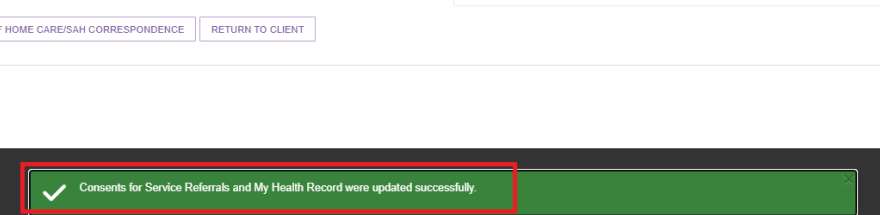 HOME CARE/SAH CORRESPONDENCE
RETURN TO CLIENT
Consents for Service Referrals and My Health Record were updated successfully.